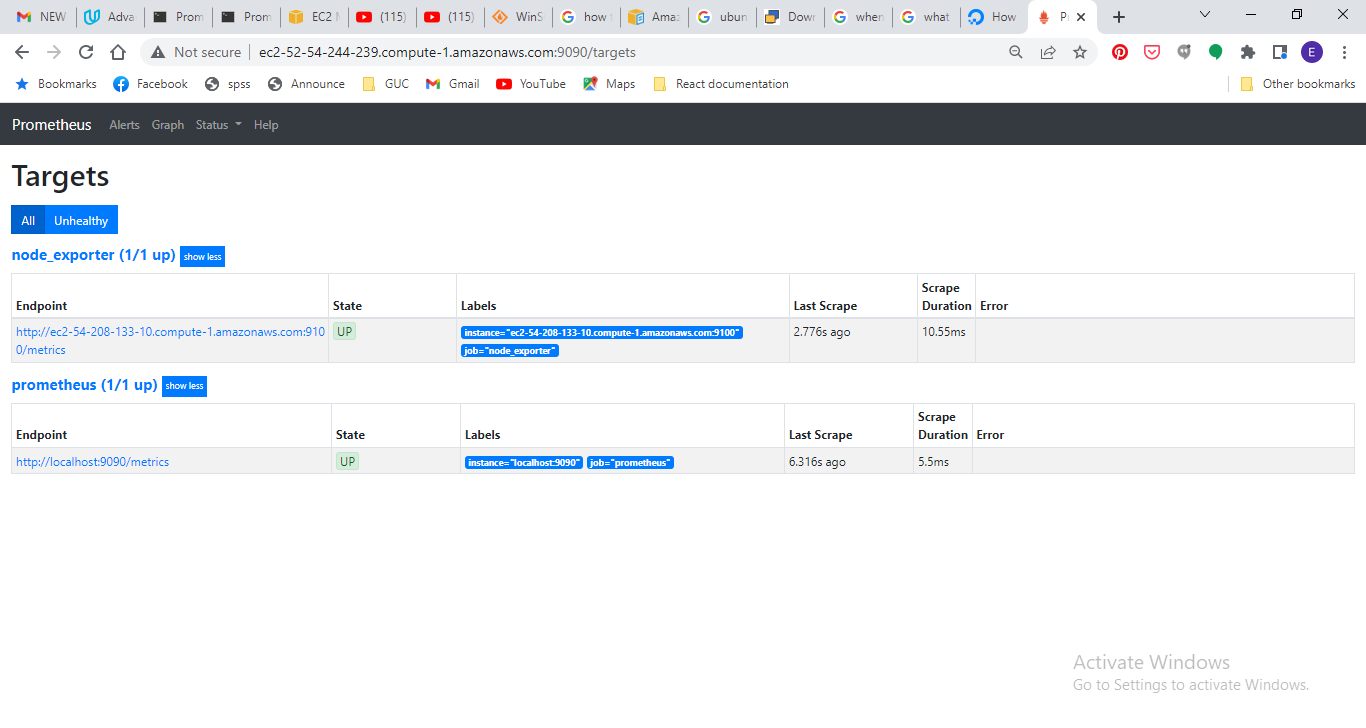 NEW Adva Prom Prom EC2 M (115) (115) WinS how Amaz ubun Dow when what How P
Not secure ec2-52-54-244-239.compute-1.amazonaws.com:9090/targets E
Bookmarks Facebook spss Announce GUC Gmail YouTube Maps React documentation Other bookmarks
Prometheus Alerts Graph Status Help
Targets
All Unhealthy
node_exporter (1/1 up) show less
Endpoint State Labels Last Scrape Scrape Duration Error
http://ec2-54-208-133-10.compute-1.amazonaws.com:910 UP instance="ec2-54-208-133-10.compute-1.amazonaws.com:9100" 2.776s ago 10.55ms
0/metrics job="node_exporter"
prometheus (1/1 up) show less
Endpoint State Labels Last Scrape Scrape Duration Error
http://localhost:9090/metrics UP instance="localhost:9090" job="prometheus" 6.316s ago 5.5ms
Activate Windows
Go to Settings to activate Windows.